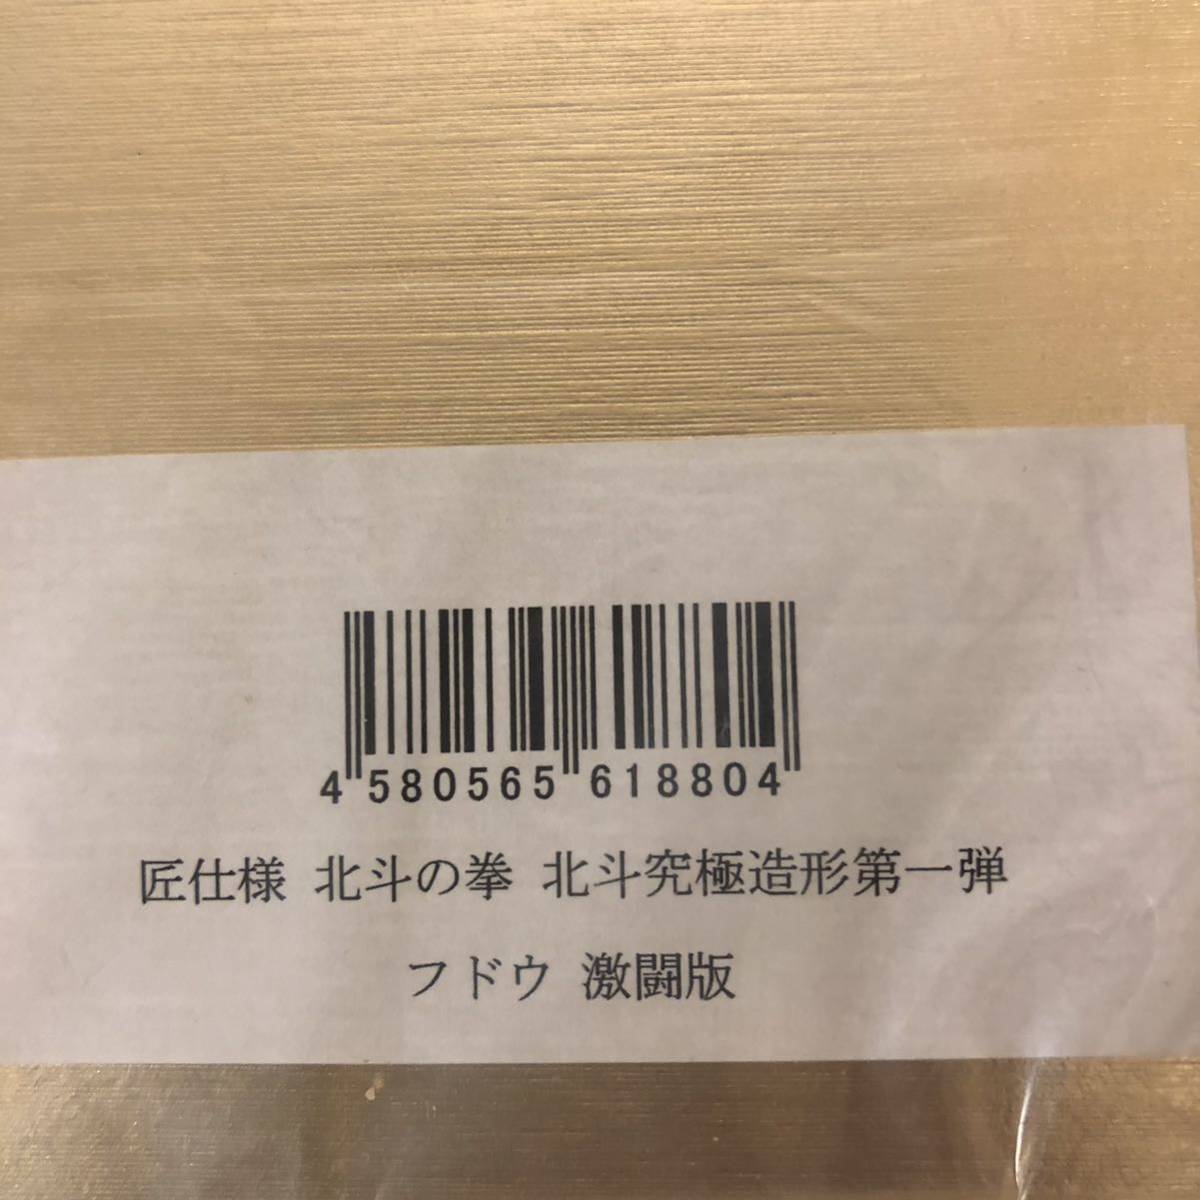 4 580565 618804
匠仕様 北斗の拳 北斗究極造形第一弾
フドウ 激闘版